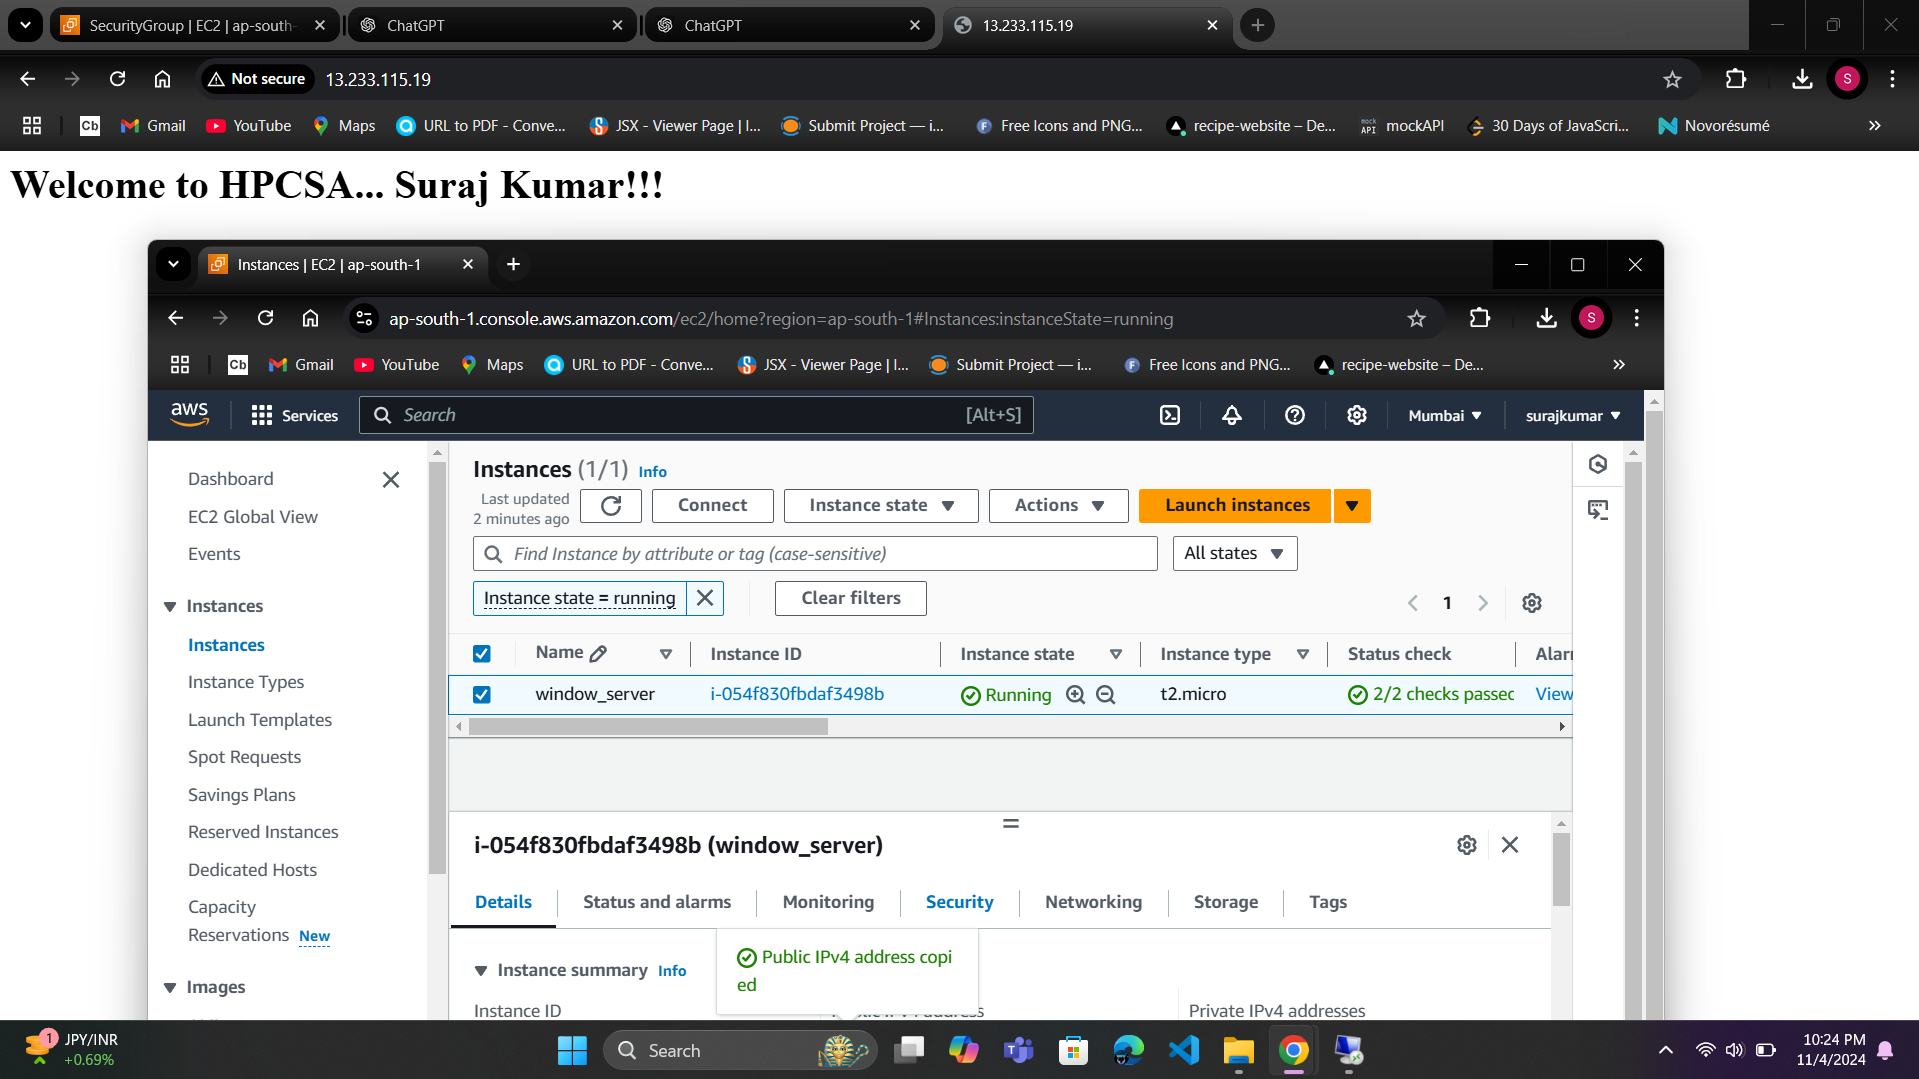 SecurityGroup | EC2 | ap-south-
ChatGPT
ChatGPT
13.233.115.19
Not secure
13.233.115.19
Cb
Gmail
YouTube
Maps
URL to PDF - Conve...
JSX - Viewer Page | I...
Submit Project — i...
Free Icons and PNG...
recipe-website – De...
mock API
mockAPI
30 Days of JavaScri...
Novorésumé
S
Welcome to HPCSA... Suraj Kumar!!!
Instances | EC2 | ap-south-1
ap-south-1.console.aws.amazon.com/ec2/home?region=ap-south-1#Instances:instanceState=running
S
Cb
Gmail
YouTube
Maps
URL to PDF - Conve...
JSX - Viewer Page | I...
Submit Project — i...
Free Icons and PNG...
recipe-website – De...
aws
Services
Search
[Alt+S]
Mumbai
surajkumar
Dashboard
EC2 Global View
Events
Instances
Instances
Instance Types
Launch Templates
Spot Requests
Savings Plans
Reserved Instances
Dedicated Hosts
Capacity
Reservations New
Images
Instances (1/1) Info
Last updated
2 minutes ago
Connect
Instance state
Actions
Launch instances
Find Instance by attribute or tag (case-sensitive)
All states
Instance state = running
Clear filters
1
Name
Instance ID
Instance state
Instance type
Status check
Alarr
window_server
i-054f830fbdaf3498b
Running
t2.micro
2/2 checks passec
View
i-054f830fbdaf3498b (window_server)
Details
Status and alarms
Monitoring
Security
Networking
Storage
Tags
Public IPv4 address copi
ed
Instance summary Info
Instance ID
Private IPv4 addresses
1
JPY/INR
+0.69%
Search
10:24 PM
11/4/2024